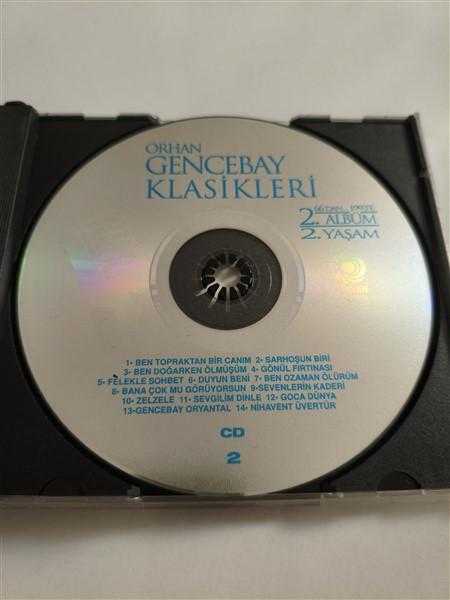 ORHAN
GENCEBAY
KLASİKLERİ
2. ALBÜM
2. YAŞAM
1- BEN TOPRAKTAN BİR CANIM 2- SARHOŞUN BİRİ
3- BEN DOĞARKEN ÖLMÜŞÜM 4- GÖNÜL FIRTINASI
5- FELEKLE SOHBET 6- DUYUN BENİ 7- BEN OZAMAN ÖLÜRÜM
8- BANA ÇOK MU GÖRÜYORSUN 9-SEVENLERİN KADERİ
10- ZELZELE 11- SEVGİLİM DİNLE 12- GOCA DÜNYA
13-GENCEBAY ORYANTAL 14- NİHAVENT ÜVERTÜR
CD
2